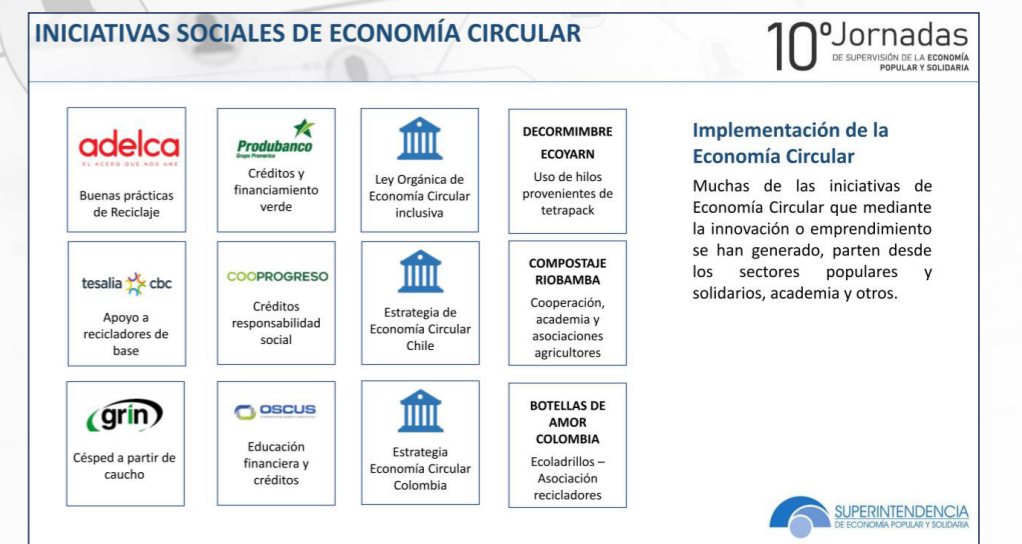 INICIATIVAS SOCIALES DE ECONOMÍA CIRCULAR
10º Jornadas
DE SUPERVISIÓN DE LA ECONOMÍA
POPULAR Y SOLIDARIA
adelca
EL ACERO QUE NOS UNE
Buenas prácticas
de Reciclaje
Produbanco
Grupo Promerica
Créditos y
financiamiento
verde
Ley Orgánica de
Economía Circular
inclusiva
DECORMIMBRE
ECOYARN
Uso de hilos
provenientes de
tetrapack
tesalia cbc
Apoyo a
recicladores de
base
COOPROGRESO
Créditos
responsabilidad
social
Estrategia de
Economía Circular
Chile
COMPOSTAJE
RIOBAMBA
Cooperación,
academia y
asociaciones
agricultores
grin
Césped a partir de
caucho
OSCUS
Educación
financiera y
créditos
Estrategia
Economía Circular
Colombia
BOTELLAS DE
AMOR
COLOMBIA
Ecoladrillos –
Asociación
recicladores
Implementación de la
Economía Circular
Muchas de las iniciativas de
Economía Circular que mediante
la innovación o emprendimiento
se han generado, parten desde
los sectores populares y
solidarios, academia y otros.
SUPERINTENDENCIA
DE ECONOMÍA POPULAR Y SOLIDARIA